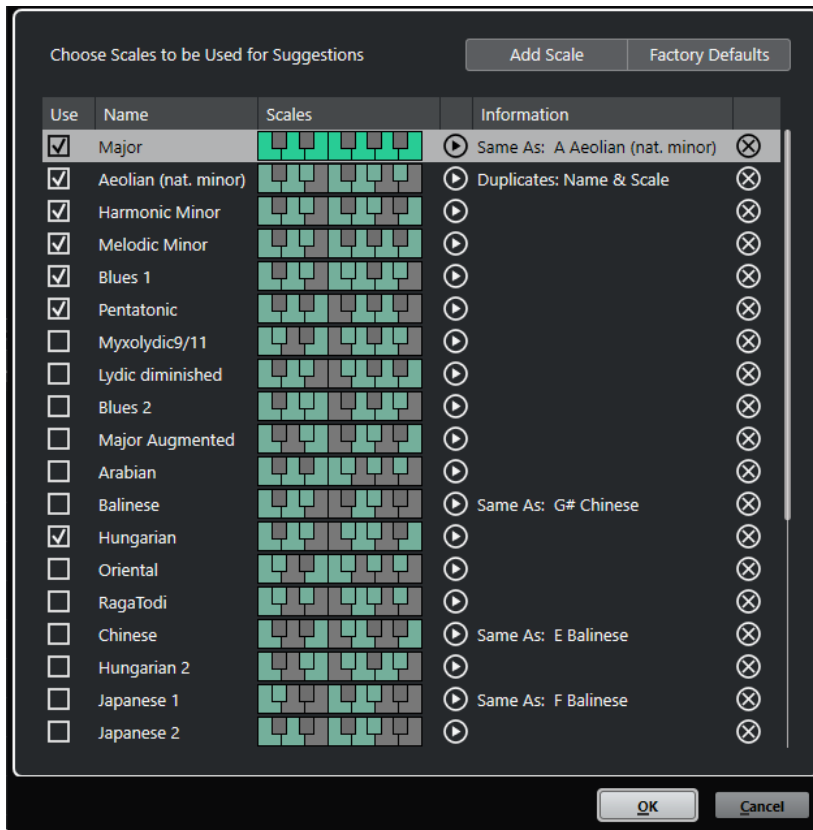 Choose Scales to be Used for Suggestions Add Scale Factory Defaults
Use Name Scales Information
Major Same As: A Aeolian (nat. minor)
Aeolian (nat. minor) Duplicates: Name & Scale
Harmonic Minor
Melodic Minor
Blues 1
Pentatonic
Myxolydic9/11
Lydic diminished
Blues 2
Major Augmented
Arabian
Balinese Same As: G# Chinese
Hungarian
Oriental
RagaTodi
Chinese Same As: E Balinese
Hungarian 2
Japanese 1 Same As: F Balinese
Japanese 2
OK Cancel